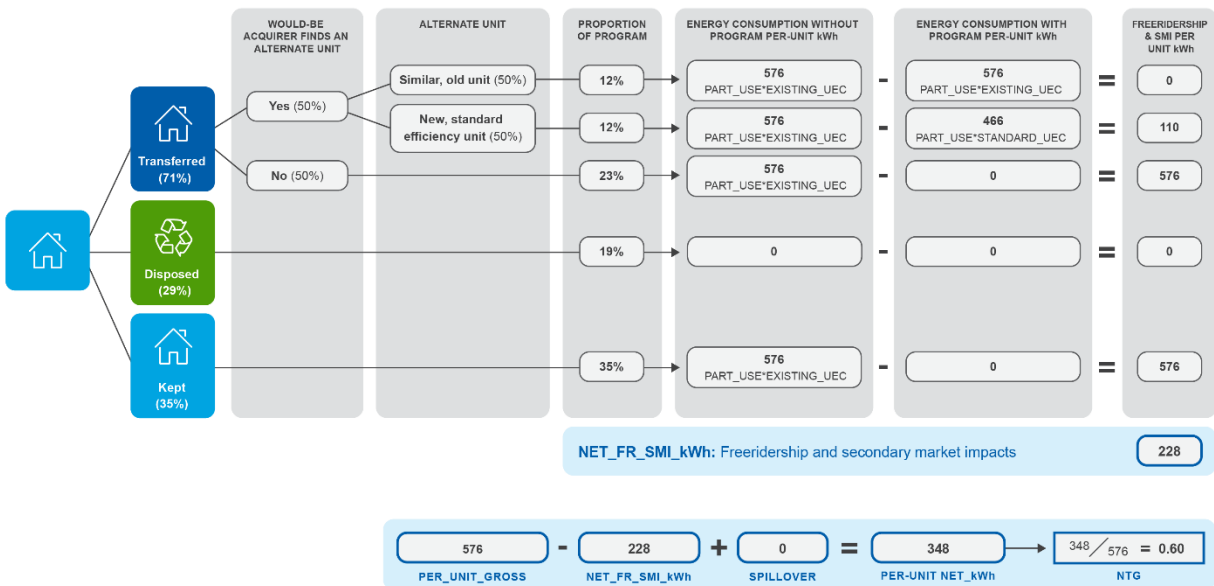 WOULD-BE
ACQUIRER FINDS AN
ALTERNATE UNIT
ALTERNATE UNIT
PROPORTION
OF PROGRAM
ENERGY CONSUMPTION WITHOUT
PROGRAM PER-UNIT kWh
ENERGY CONSUMPTION WITH
PROGRAM PER-UNIT kWh
FREERIDERSHIP
& SMI PER
UNIT kWh
Transferred
(71%)
Yes (50%)
Similar, old unit (50%)
12%
576
PART_USE*EXISTING_UEC
-
576
PART_USE*EXISTING_UEC
=
0
New, standard
efficiency unit (50%)
12%
576
PART_USE*EXISTING_UEC
-
466
PART_USE*STANDARD_UEC
=
110
No (50%)
23%
576
PART_USE*EXISTING_UEC
-
0
=
576
Disposed
(29%)
19%
0
-
0
=
0
Kept
(35%)
35%
576
PART_USE*EXISTING_UEC
-
0
=
576
NET_FR_SMI_kWh: Freeridership and secondary market impacts
228
576 - 228 + 0 = 348 348/576 = 0.60
PER_UNIT_GROSS NET_FR_SMI_kWh SPILLOVER PER-UNIT NET_kWh NTG